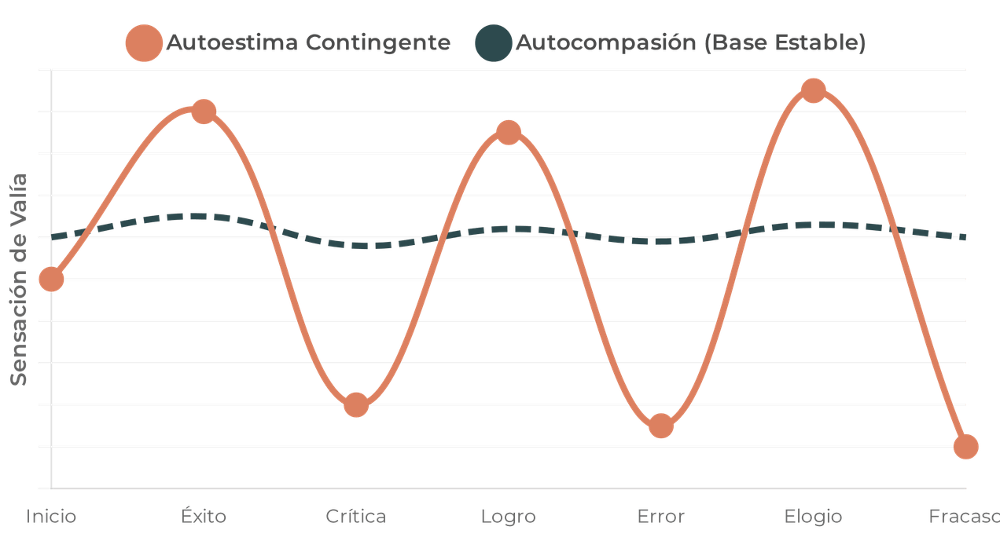 Autoestima Contingente
Autocompasión (Base Estable)
Sensación de Valía
Inicio
Éxito
Crítica
Logro
Error
Elogio
Fracaso